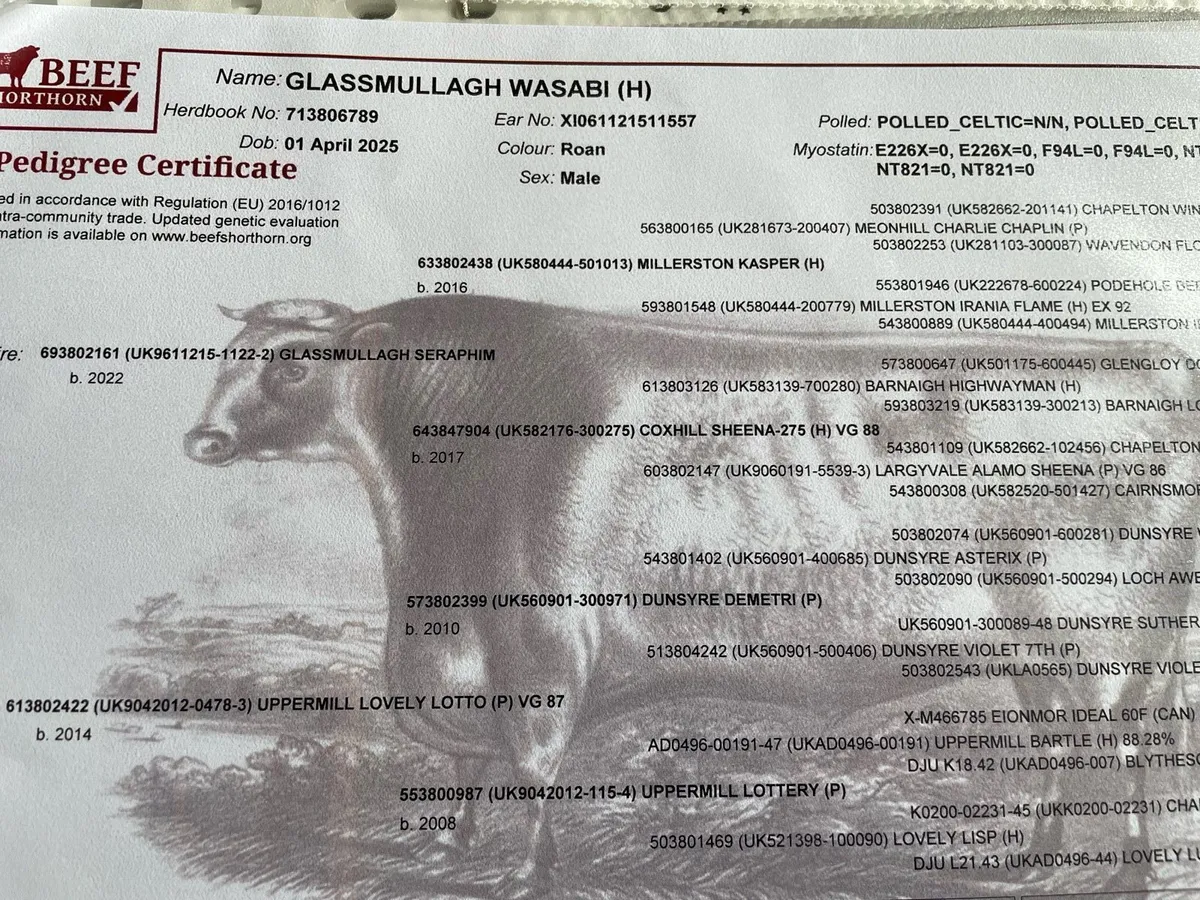 BEEF
Name: GLASSMULLAGH WASABI (H)
Herdbook No: 713806789
Ear No: XI061121511557
Polled: POLLED_CELTIC=N/N, POLLED_CELT
Dob: 01 April 2025
Colour: Roan
Myostatin: E226X=0, E226X=0, F94L=0, F94L=0, NT
NT821=0, NT821=0
Sex: Male
Pedigree Certificate
ed in accordance with Regulation (EU) 2016/1012
tra-community trade. Updated genetic evaluation
mation is available on www.beefshorthorn.org
503802391 (UK582662-201141) CHAPELTON WIN
563800165 (UK281673-200407) MEONHILL CHARLIE CHAPLIN (P)
503802253 (UK281103-300087) WAVENDON FLO
633802438 (UK580444-501013) MILLERSTON KASPER (H)
b. 2016
553801946 (UK222678-600224) PODEHOLE
593801548 (UK580444-200779) MILLERSTON IRANIA FLAME (H) EX 92
543800889 (UK580444-400494) MILLERSTON
ire: 693802161 (UK9611215-1122-2) GLASSMULLAGH SERAPHIM
b. 2022
573800647 (UK501175-600445) GLENGLOY
613803126 (UK583139-700280) BARNAIGH HIGHWAYMAN (H)
593803219 (UK583139-300213) BARNAIGH LO
643847904 (UK582176-300275) COXHILL SHEENA-275 (H) VG 88
b. 2017
543801109 (UK582662-102456) CHAPELTON
603802147 (UK9060191-5539-3) LARGYVALE ALAMO SHEENA (P) VG 86
543800308 (UK582520-501427) CAIRNSMOR
503802074 (UK560901-600281) DUNSYRE
543801402 (UK560901-400685) DUNSYRE ASTERIX (P)
503802090 (UK560901-500294) LOCH AWE
573802399 (UK560901-300971) DUNSYRE DEMETRI (P)
b. 2010
UK560901-300089-48 DUNSYRE SUTHER
513804242 (UK560901-500406) DUNSYRE VIOLET 7TH (P)
503802543 (UKLA0565) DUNSYRE VIOLE
613802422 (UK9042012-0478-3) UPPERMILL LOVELY LOTTO (P) VG 87
b. 2014
X-M466785 EIONMOR IDEAL 60F (CAN)
AD0496-00191-47 (UKAD0496-00191) UPPERMILL BARTLE (H) 88.28%
DJU K18.42 (UKAD0496-007) BLYTHESO
553800987 (UK9042012-115-4) UPPERMILL LOTTERY (P)
b. 2008
K0200-02231-45 (UKK0200-02231) CHA
503801469 (UK521398-100090) LOVELY LISP (H)
DJU L21.43 (UKAD0496-44) LOVELY LU